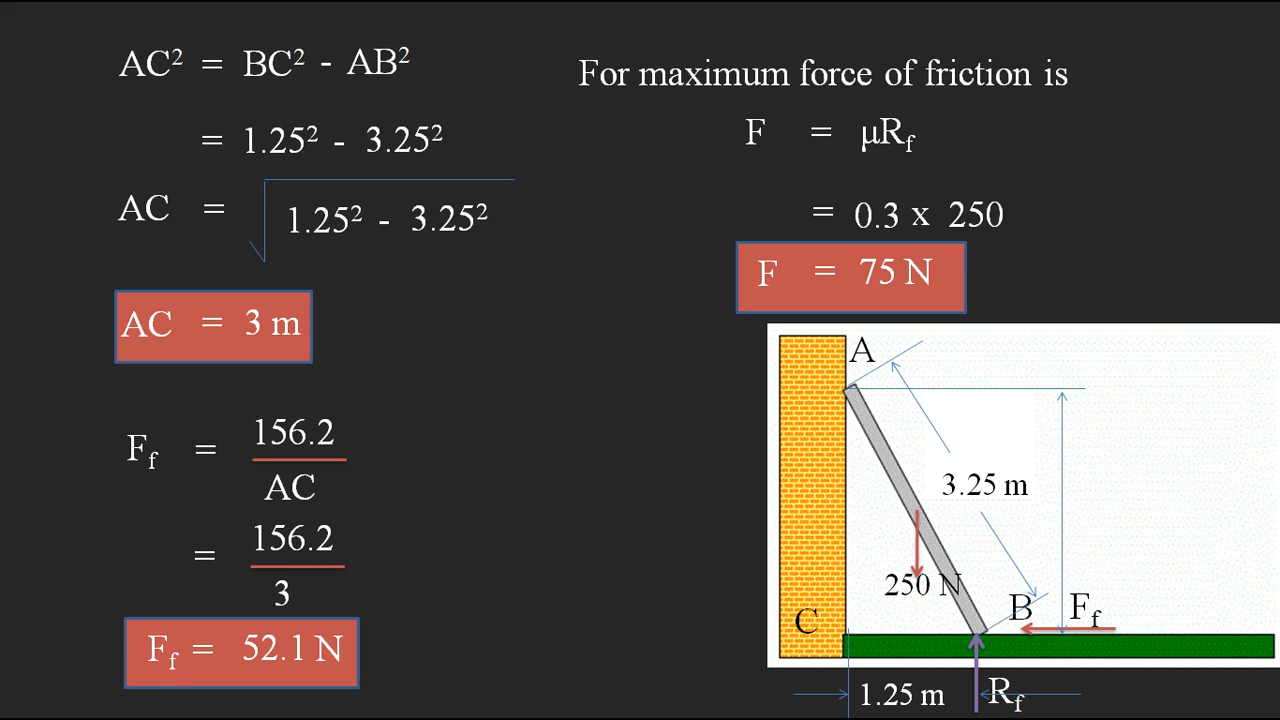 AC² = BC² - AB²
= 1.25² - 3.25²
AC = √1.25² - 3.25²
AC = 3 m
F_f = 156.2
AC
= 156.2
3
F_f = 52.1 N
For maximum force of friction is
F = μR_f
= 0.3 x 250
F = 75 N
A
3.25 m
250 N
C
B
F_f
1.25 m
R_f